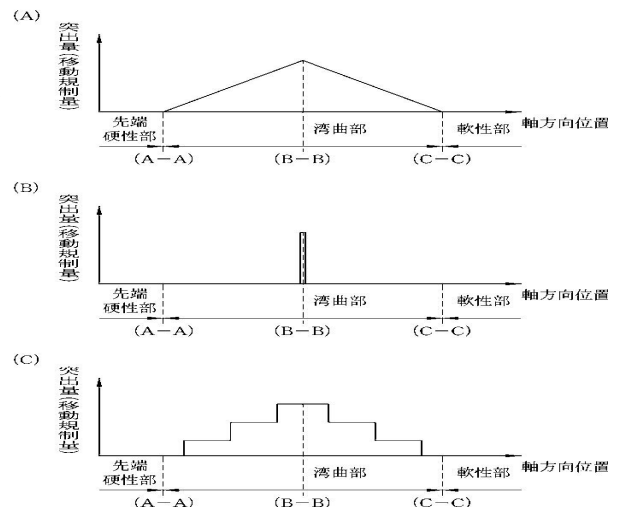 (A)
突出量(移動規制量)
軸方向位置
先端
硬性部
湾曲部
軟性部
(A-A)
(B-B)
(C-C)
(B)
突出量(移動規制量)
軸方向位置
先端
硬性部
湾曲部
軟性部
(A-A)
(B-B)
(C-C)
(C)
突出量(移動規制量)
軸方向位置
先端
硬性部
湾曲部
軟性部
(A-A)
(B-B)
(C-C)